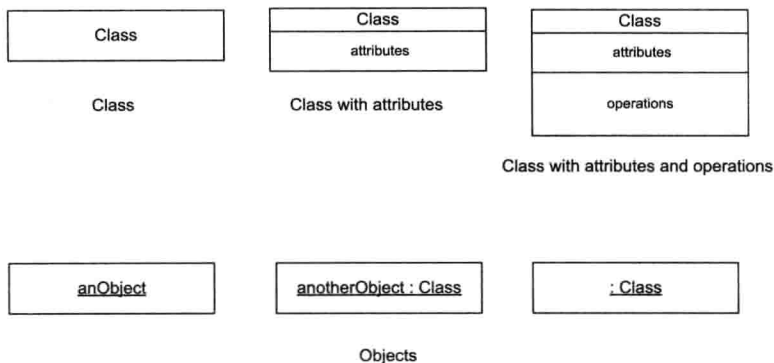 Class
Class
attributes
Class
attributes
operations
Class
Class with attributes
Class with attributes and operations
anObject
anotherObject : Class
: Class
Objects